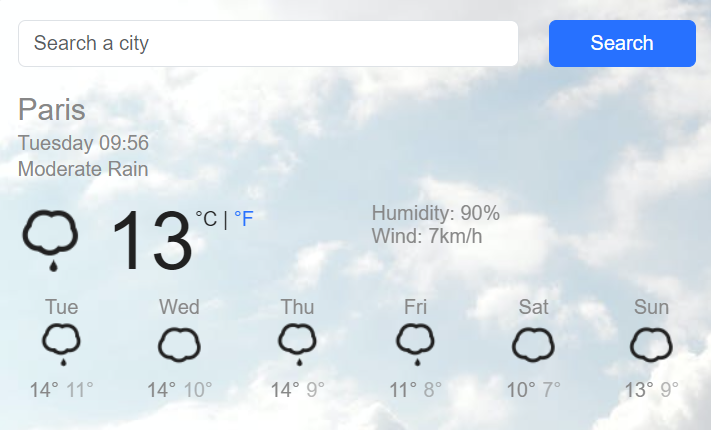 Search a city
Search
Paris
Tuesday 09:56
Moderate Rain
13 °C | °F
Humidity: 90%
Wind: 7km/h
Tue Wed Thu Fri Sat Sun
14° 11° 14° 10° 14° 9° 11° 8° 10° 7° 13° 9°